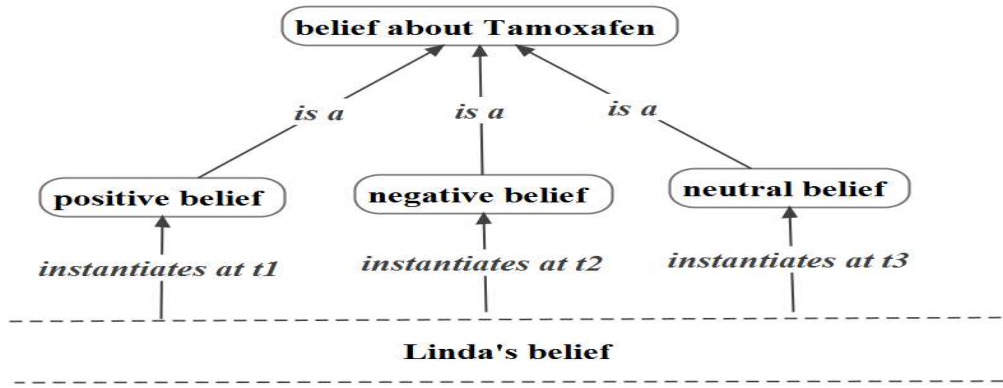 belief about Tamoxafen
is a
is a
is a
positive belief
negative belief
neutral belief
instantiates at t1
instantiates at t2
instantiates at t3
Linda's belief